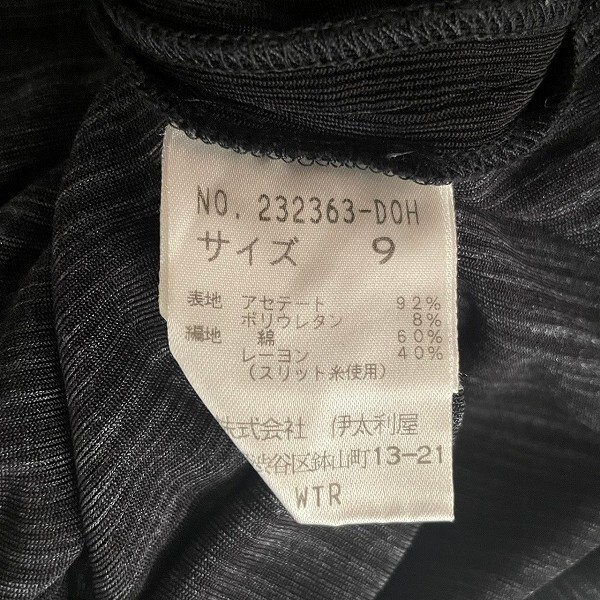 NO. 232363-DOH
サイズ 9
表地 アセテート 92%
ポリウレタン 8%
編地 綿 60%
レーヨン 40%
(スリット糸使用)
株式会社 伊太利屋
渋谷区鉢山町13-21
WTR